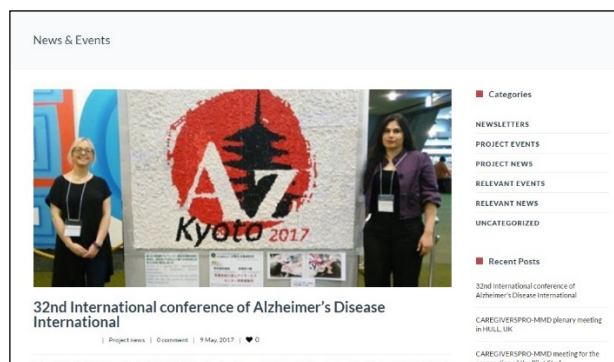 News & Events
AZ
Kyoto 2017
32nd International conference of Alzheimer's Disease
International
| Project news | 0 comment | 9 May, 2017 | ♥ 0
Categories
NEWSLETTERS
PROJECT EVENTS
PROJECT NEWS
RELEVANT EVENTS
RELEVANT NEWS
UNCATEGORIZED
Recent Posts
32nd International conference of
Alzheimer's Disease International
CAREGIVERSPRO-MMD plenary meeting
in HULL, UK
CAREGIVERSPRO-MMD meeting for the